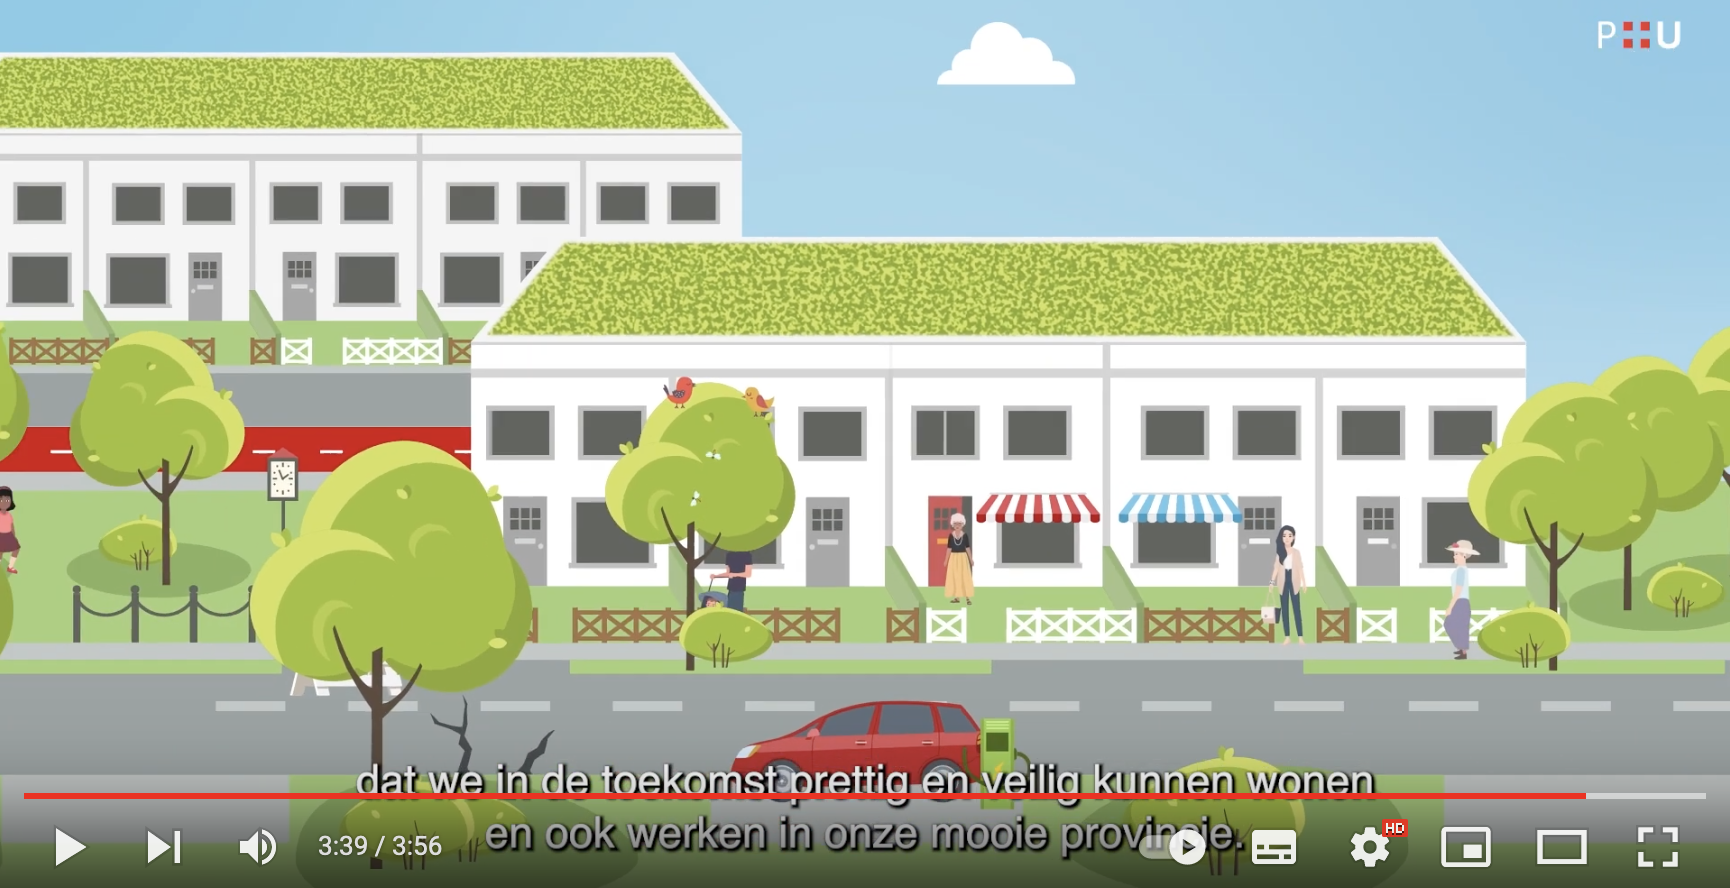 P U
dat we in de toekomst prettig en veilig kunnen wonen
3:39 / 3:56
en ook werken in onze mooie provincie.
HD